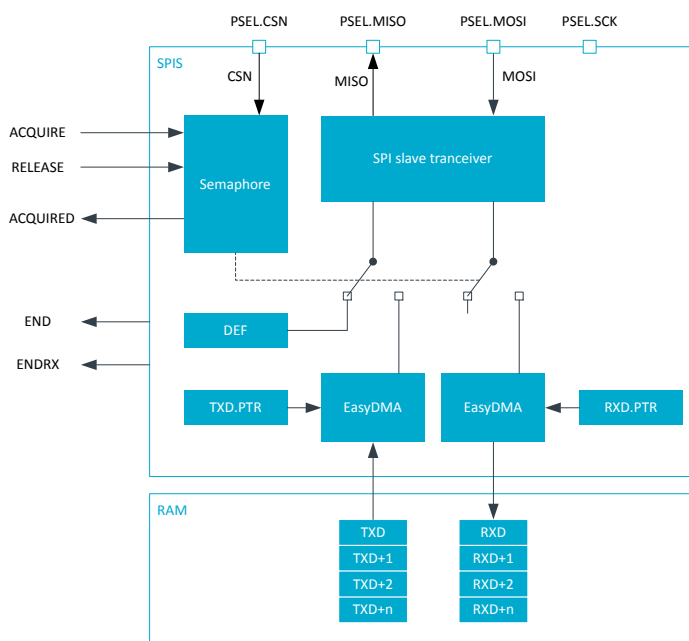 PSEL.CSN PSEL.MISO PSEL.MOSI PSEL.SCK
SPIS
CSN MISO MOSI
ACQUIRE
RELEASE
ACQUIRED
Semaphore
SPI slave tranceiver
END
DEF
ENDRX
TXD.PTR EasyDMA EasyDMA RXD.PTR
RAM
TXD RXD
TXD+1 RXD+1
TXD+2 RXD+2
TXD+n RXD+n